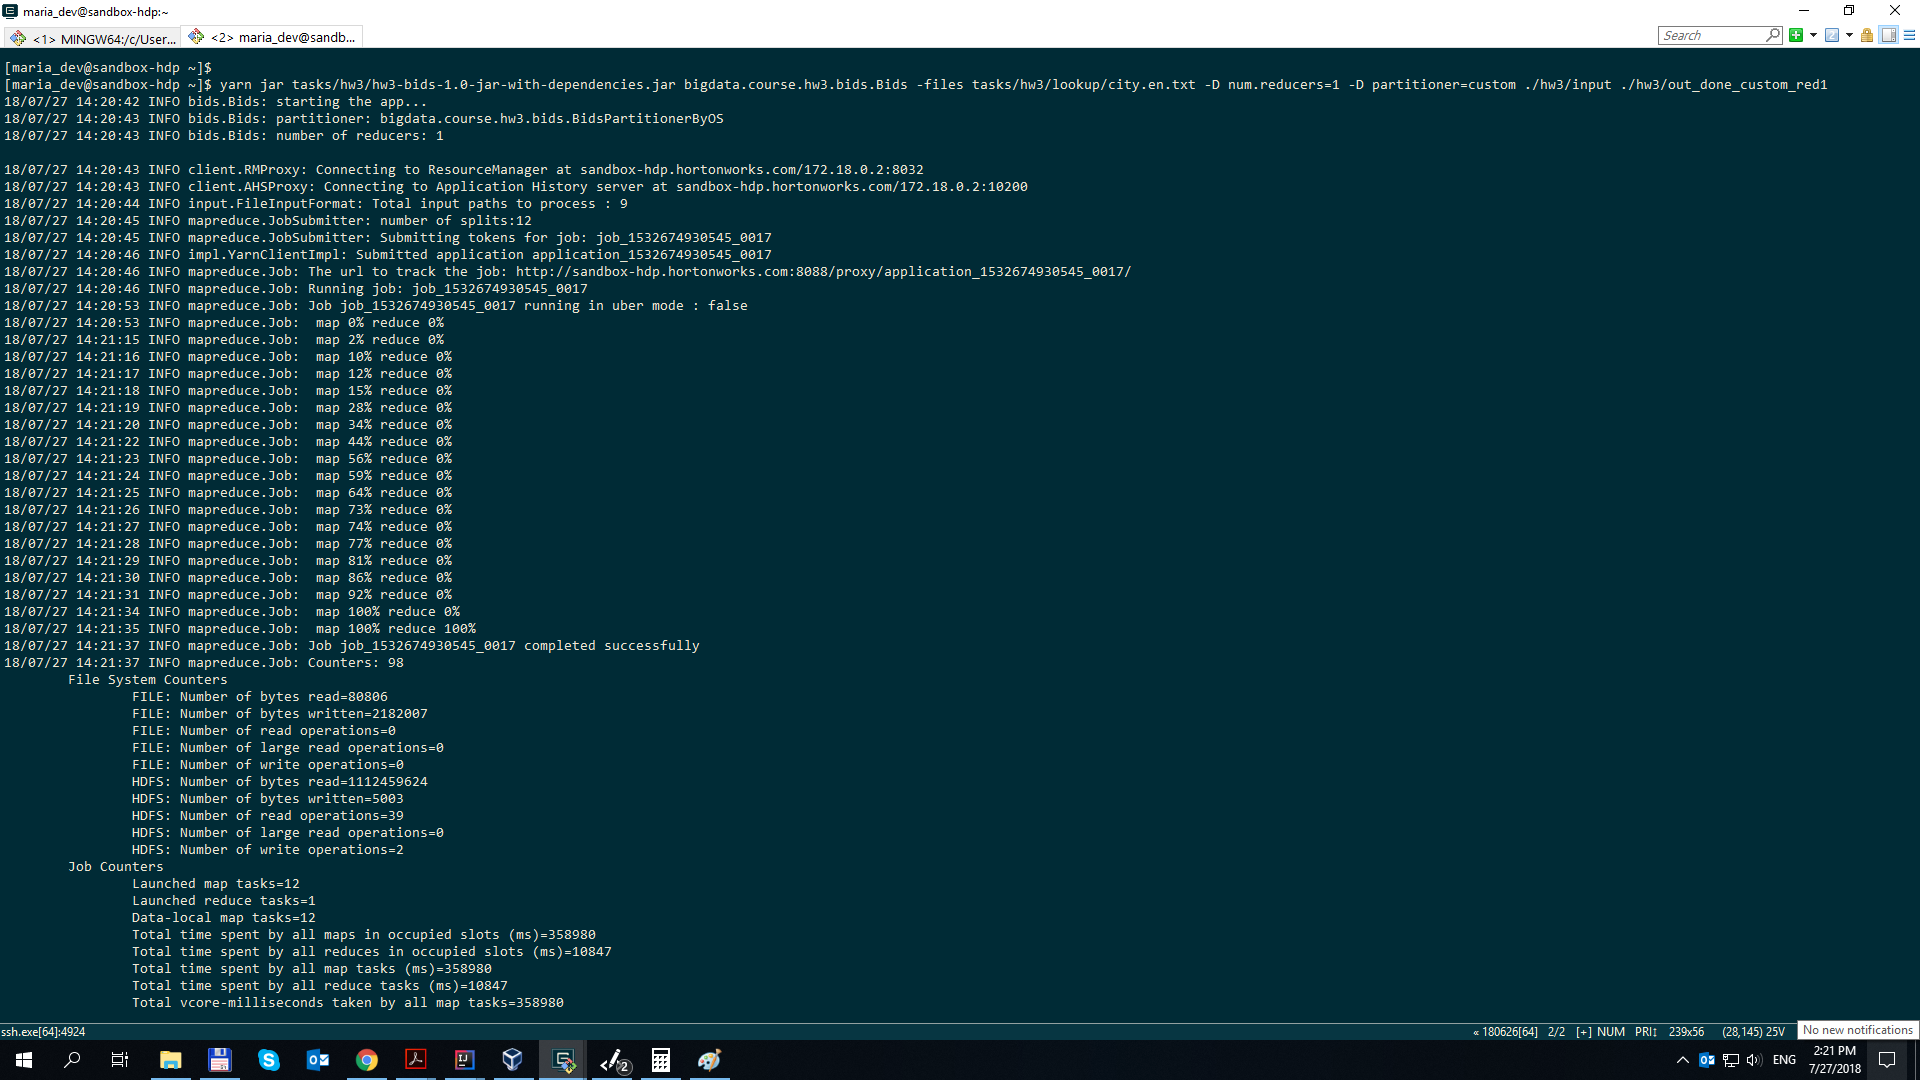 maria_dev@sandbox-hdp:~
<1> MINGW64:/c/User... <2> maria_dev@sandb... Search
[maria_dev@sandbox-hdp ~]$
[maria_dev@sandbox-hdp ~]$ yarn jar tasks/hw3/hw3-bids-1.0-jar-with-dependencies.jar bigdata.course.hw3.bids.Bids -files tasks/hw3/lookup/city.en.txt -D num.reducers=1 -D partitioner=custom ./hw3/input ./hw3/out_done_custom_red1
18/07/27 14:20:42 INFO bids.Bids: starting the app...
18/07/27 14:20:43 INFO bids.Bids: partitioner: bigdata.course.hw3.bids.BidsPartitionerByOS
18/07/27 14:20:43 INFO bids.Bids: number of reducers: 1
18/07/27 14:20:43 INFO client.RMProxy: Connecting to ResourceManager at sandbox-hdp.hortonworks.com/172.18.0.2:8032
18/07/27 14:20:43 INFO client.AHSProxy: Connecting to Application History server at sandbox-hdp.hortonworks.com/172.18.0.2:10200
18/07/27 14:20:44 INFO input.FileInputFormat: Total input paths to process : 9
18/07/27 14:20:45 INFO mapreduce.JobSubmitter: number of splits:12
18/07/27 14:20:45 INFO mapreduce.JobSubmitter: Submitting tokens for job: job_1532674930545_0017
18/07/27 14:20:46 INFO impl.YarnClientImpl: Submitted application application_1532674930545_0017
18/07/27 14:20:46 INFO mapreduce.Job: The url to track the job: http://sandbox-hdp.hortonworks.com:8088/proxy/application_1532674930545_0017/
18/07/27 14:20:46 INFO mapreduce.Job: Running job: job_1532674930545_0017
18/07/27 14:20:53 INFO mapreduce.Job: Job job_1532674930545_0017 running in uber mode : false
18/07/27 14:20:53 INFO mapreduce.Job:  map 0% reduce 0%
18/07/27 14:21:15 INFO mapreduce.Job:  map 2% reduce 0%
18/07/27 14:21:16 INFO mapreduce.Job:  map 10% reduce 0%
18/07/27 14:21:17 INFO mapreduce.Job:  map 12% reduce 0%
18/07/27 14:21:18 INFO mapreduce.Job:  map 15% reduce 0%
18/07/27 14:21:19 INFO mapreduce.Job:  map 28% reduce 0%
18/07/27 14:21:20 INFO mapreduce.Job:  map 34% reduce 0%
18/07/27 14:21:22 INFO mapreduce.Job:  map 44% reduce 0%
18/07/27 14:21:23 INFO mapreduce.Job:  map 56% reduce 0%
18/07/27 14:21:24 INFO mapreduce.Job:  map 59% reduce 0%
18/07/27 14:21:25 INFO mapreduce.Job:  map 64% reduce 0%
18/07/27 14:21:26 INFO mapreduce.Job:  map 73% reduce 0%
18/07/27 14:21:27 INFO mapreduce.Job:  map 74% reduce 0%
18/07/27 14:21:28 INFO mapreduce.Job:  map 77% reduce 0%
18/07/27 14:21:29 INFO mapreduce.Job:  map 81% reduce 0%
18/07/27 14:21:30 INFO mapreduce.Job:  map 86% reduce 0%
18/07/27 14:21:31 INFO mapreduce.Job:  map 92% reduce 0%
18/07/27 14:21:34 INFO mapreduce.Job:  map 100% reduce 0%
18/07/27 14:21:35 INFO mapreduce.Job:  map 100% reduce 100%
18/07/27 14:21:37 INFO mapreduce.Job: Job job_1532674930545_0017 completed successfully
18/07/27 14:21:37 INFO mapreduce.Job: Counters: 98
File System Counters
FILE: Number of bytes read=80806
FILE: Number of bytes written=2182007
FILE: Number of read operations=0
FILE: Number of large read operations=0
FILE: Number of write operations=0
HDFS: Number of bytes read=1112459624
HDFS: Number of bytes written=5003
HDFS: Number of read operations=39
HDFS: Number of large read operations=0
HDFS: Number of write operations=2
Job Counters
Launched map tasks=12
Launched reduce tasks=1
Data-local map tasks=12
Total time spent by all maps in occupied slots (ms)=358980
Total time spent by all reduces in occupied slots (ms)=10847
Total time spent by all map tasks (ms)=358980
Total time spent by all reduce tasks (ms)=10847
Total vcore-milliseconds taken by all map tasks=358980
ssh.exe[64]:4924 « 180626[64] 2/2 [+] NUM PRI↕ 239x56 (28,145) 25V No new notifications
2 ENG 2:21 PM
7/27/2018